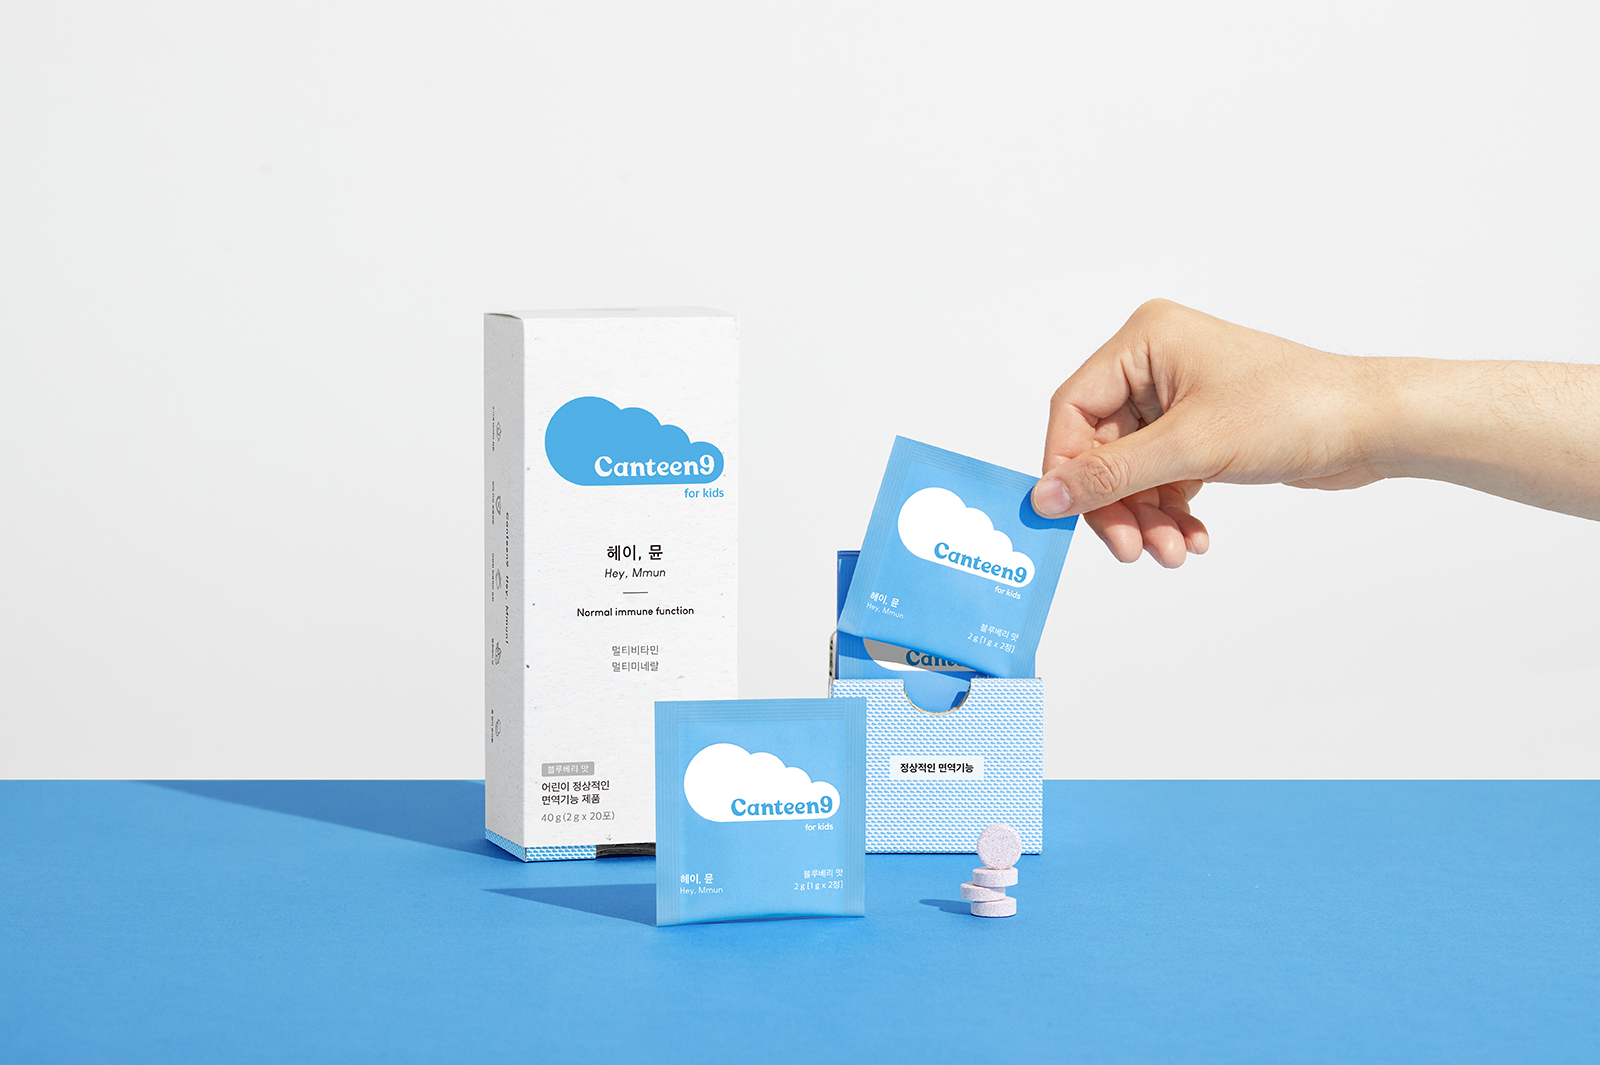 Canteen9
for kids
헤이, 뮨
Hey, Mmun
Normal immune function
멀티비타민
멀티미네랄
블루베리 맛
어린이 정상적인
면역기능 제품
40 g (2 g x 20포)
Canteen9 Hey, Mmun!
Canteen9
for kids
헤이, 뮨
Hey, Mmun
블루베리 맛
2 g [1 g x 2정]
Canteen9
for kids
헤이, 뮨
Hey, Mmun
블루베리 맛
2 g [1 g x 2정]
정상적인 면역기능